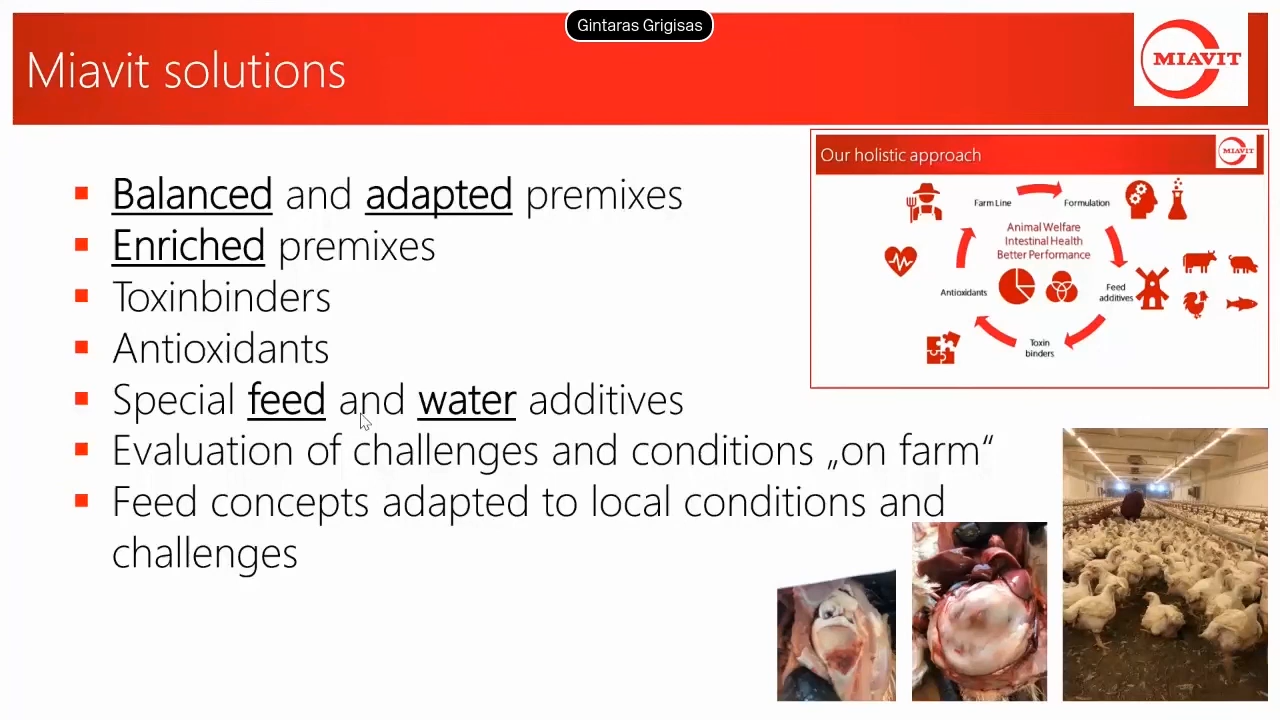 Gintaras Grigisas
Miavit solutions
MIAVIT
Balanced and adapted premixes
Enriched premixes
Toxinbinders
Antioxidants
Special feed and water additives
Evaluation of challenges and conditions „on farm“
Feed concepts adapted to local conditions and
challenges
Our holistic approach
MIAVIT
Farm Line
Formulation
Animal Welfare
Intestinal Health
Better Performance
Antioxidants
Feed
additives
Toxin
binders